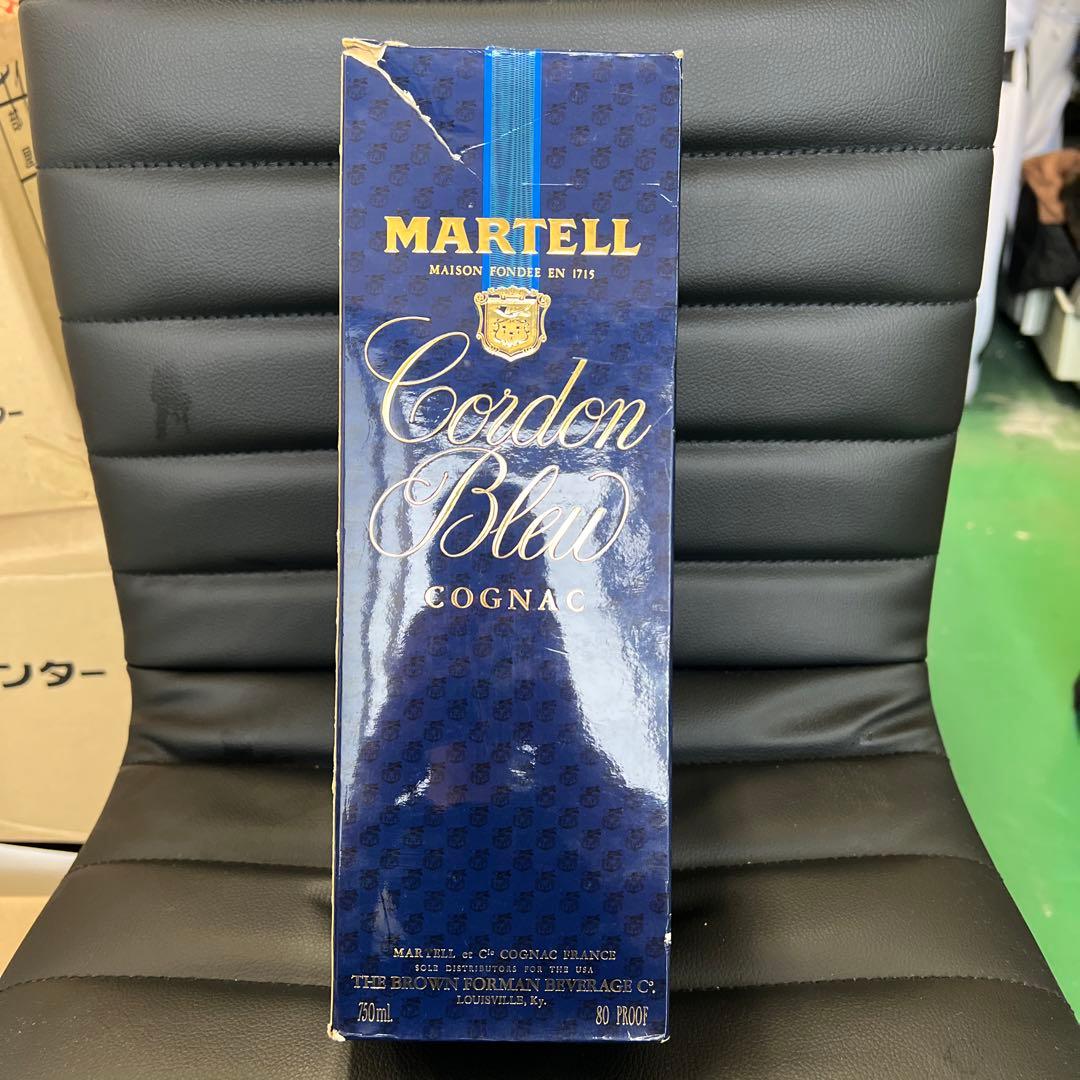 MARTELL
MAISON FONDEE EN 1715
Cordon
Bleu
COGNAC
MARTELL et Cie COGNAC FRANCE
SOLE DISTRIBUTORS FOR THE USA
THE BROWN FORMAN BEVERAGE Co.
LOUISVILLE, Ky.
750ml. 80 PROOF
ンター